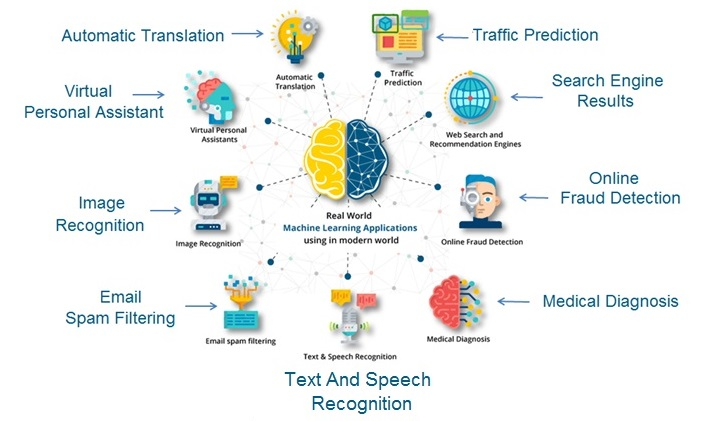 Automatic Translation
Traffic Prediction
Automatic
Translation
Traffic
Prediction
Virtual
Personal Assistant
Search Engine
Results
Virtual Personal
Assistants
Web Search and
Recommendation Engines
Image
Recognition
Online
Fraud Detection
Real World
Machine Learning Applications
using in modern world
Image Recognition
Online Fraud Detection
Email
Spam Filtering
Medical Diagnosis
Email spam filtering
Text & Speech Recognition
Medical Diagnosis
Text And Speech
Recognition